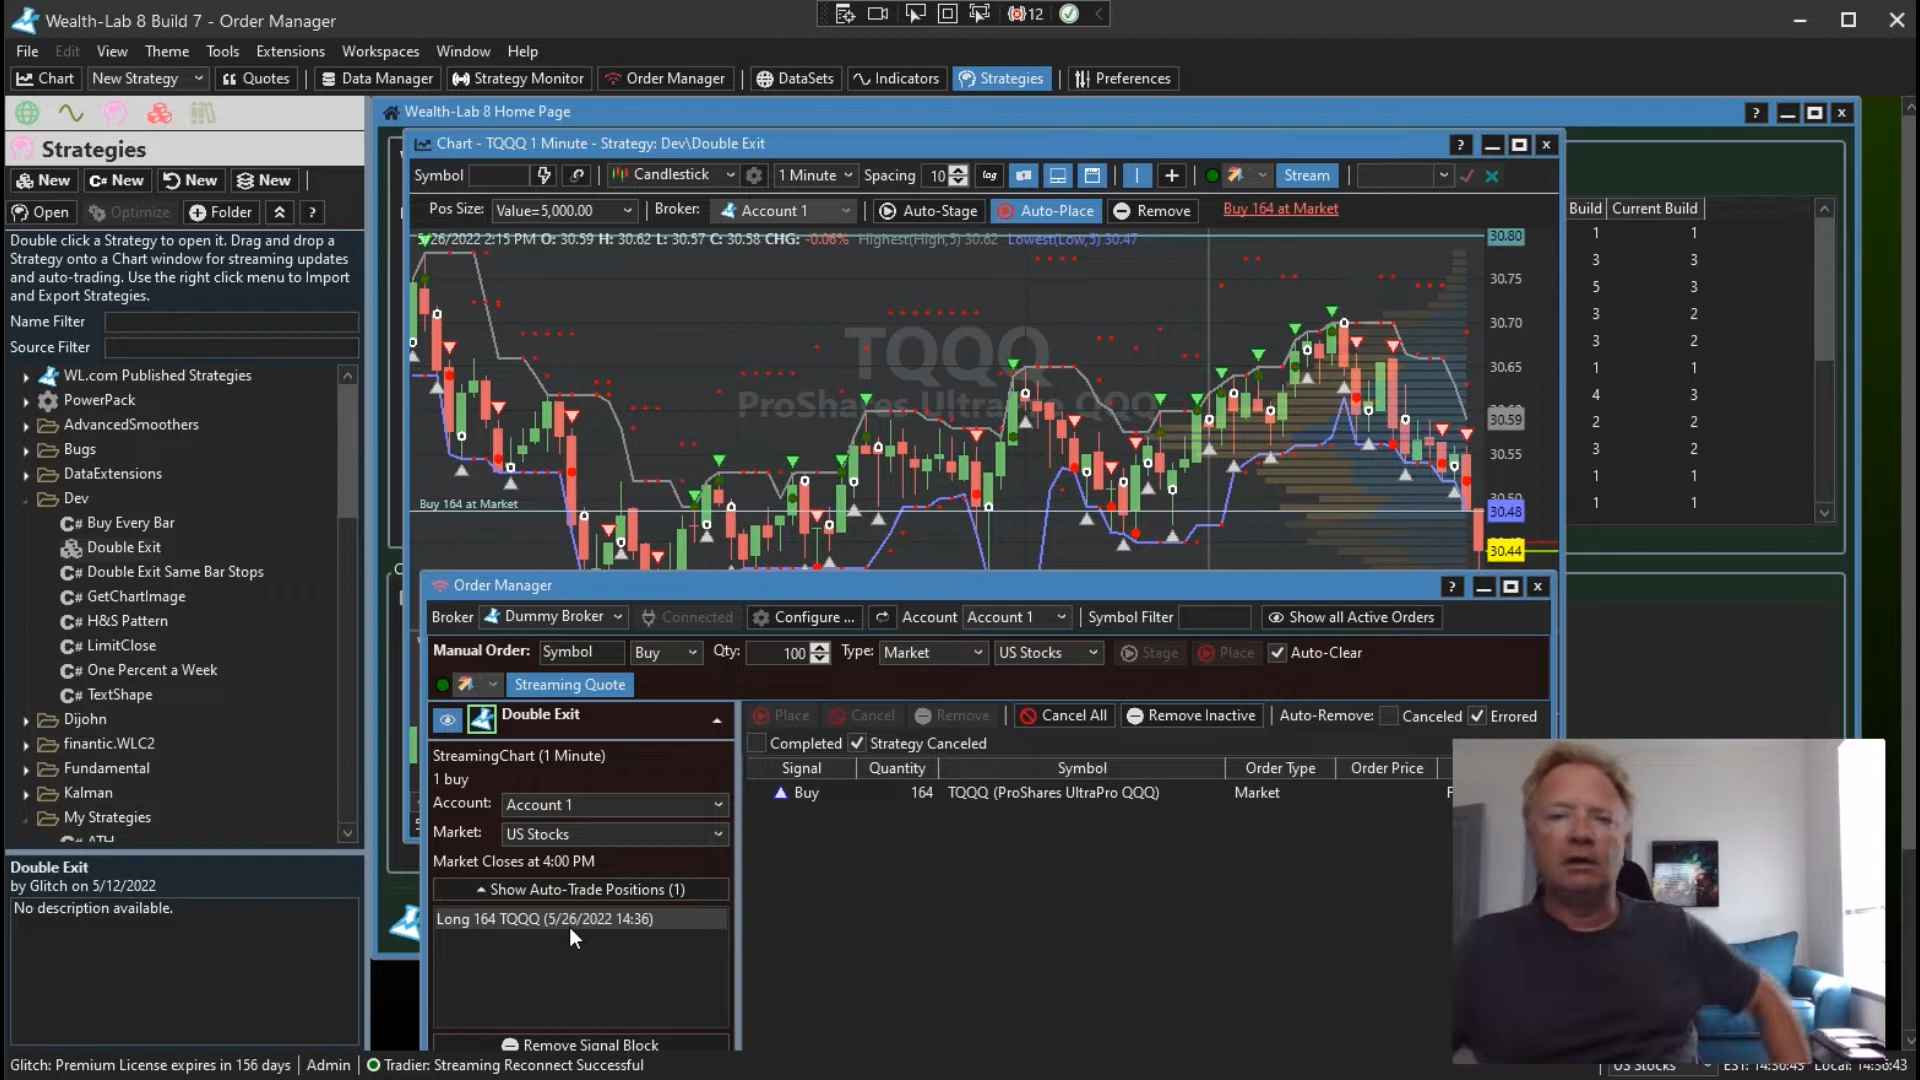 Wealth-Lab 8 Build 7 - Order Manager
12
File Edit View Theme Tools Extensions Workspaces Window Help
Chart New Strategy Quotes Data Manager Strategy Monitor Order Manager DataSets Indicators Strategies Preferences
Wealth-Lab 8 Home Page
Strategies
New C# New New New
Open Optimize Folder ?
Double click a Strategy to open it. Drag and drop a
Strategy onto a Chart window for streaming updates
and auto-trading. Use the right click menu to Import
and Export Strategies.
Name Filter
Source Filter
WL.com Published Strategies
PowerPack
AdvancedSmoothers
Bugs
DataExtensions
Dev
C# Buy Every Bar
Double Exit
C# Double Exit Same Bar Stops
C# GetChartImage
C# H&S Pattern
C# LimitClose
C# One Percent a Week
C# TextShape
Dijohn
finantic.WLC2
Fundamental
Kalman
My Strategies
C# ATH
Double Exit
by Glitch on 5/12/2022
No description available.
Chart - TQQQ 1 Minute - Strategy: Dev\Double Exit
Symbol Candlestick 1 Minute Spacing 10 log Stream
Pos Size: Value=5,000.00 Broker: Account 1 Auto-Stage Auto-Place Remove Buy 164 at Market
5/26/2022 2:15 PM O: 30.59 H: 30.62 L: 30.57 C: 30.58 CHG: -0.06% Highest(High,5) 30.62 Lowest(Low,5) 30.47
TQQQ
ProShares UltraPro QQQ
Buy 164 at Market
30.80
30.75
30.70
30.65
30.59
30.55
30.50
30.48
30.44
Build Current Build
1 1
3 3
5 3
3 2
3 2
1 1
4 3
2 2
3 2
1 1
1 1
Order Manager
Broker Dummy Broker Connected Configure ... Account Account 1 Symbol Filter Show all Active Orders
Manual Order: Symbol Buy Qty: 100 Type: Market US Stocks Stage Place Auto-Clear
Streaming Quote
Double Exit
StreamingChart (1 Minute)
1 buy
Account: Account 1
Market: US Stocks
Market Closes at 4:00 PM
Show Auto-Trade Positions (1)
Long 164 TQQQ (5/26/2022 14:36)
Remove Signal Block
Place Cancel Remove Cancel All Remove Inactive Auto-Remove: Canceled Errored
Completed Strategy Canceled
Signal Quantity Symbol Order Type Order Price
Buy 164 TQQQ (ProShares UltraPro QQQ) Market
Glitch: Premium License expires in 156 days Admin Tradier: Streaming Reconnect Successful